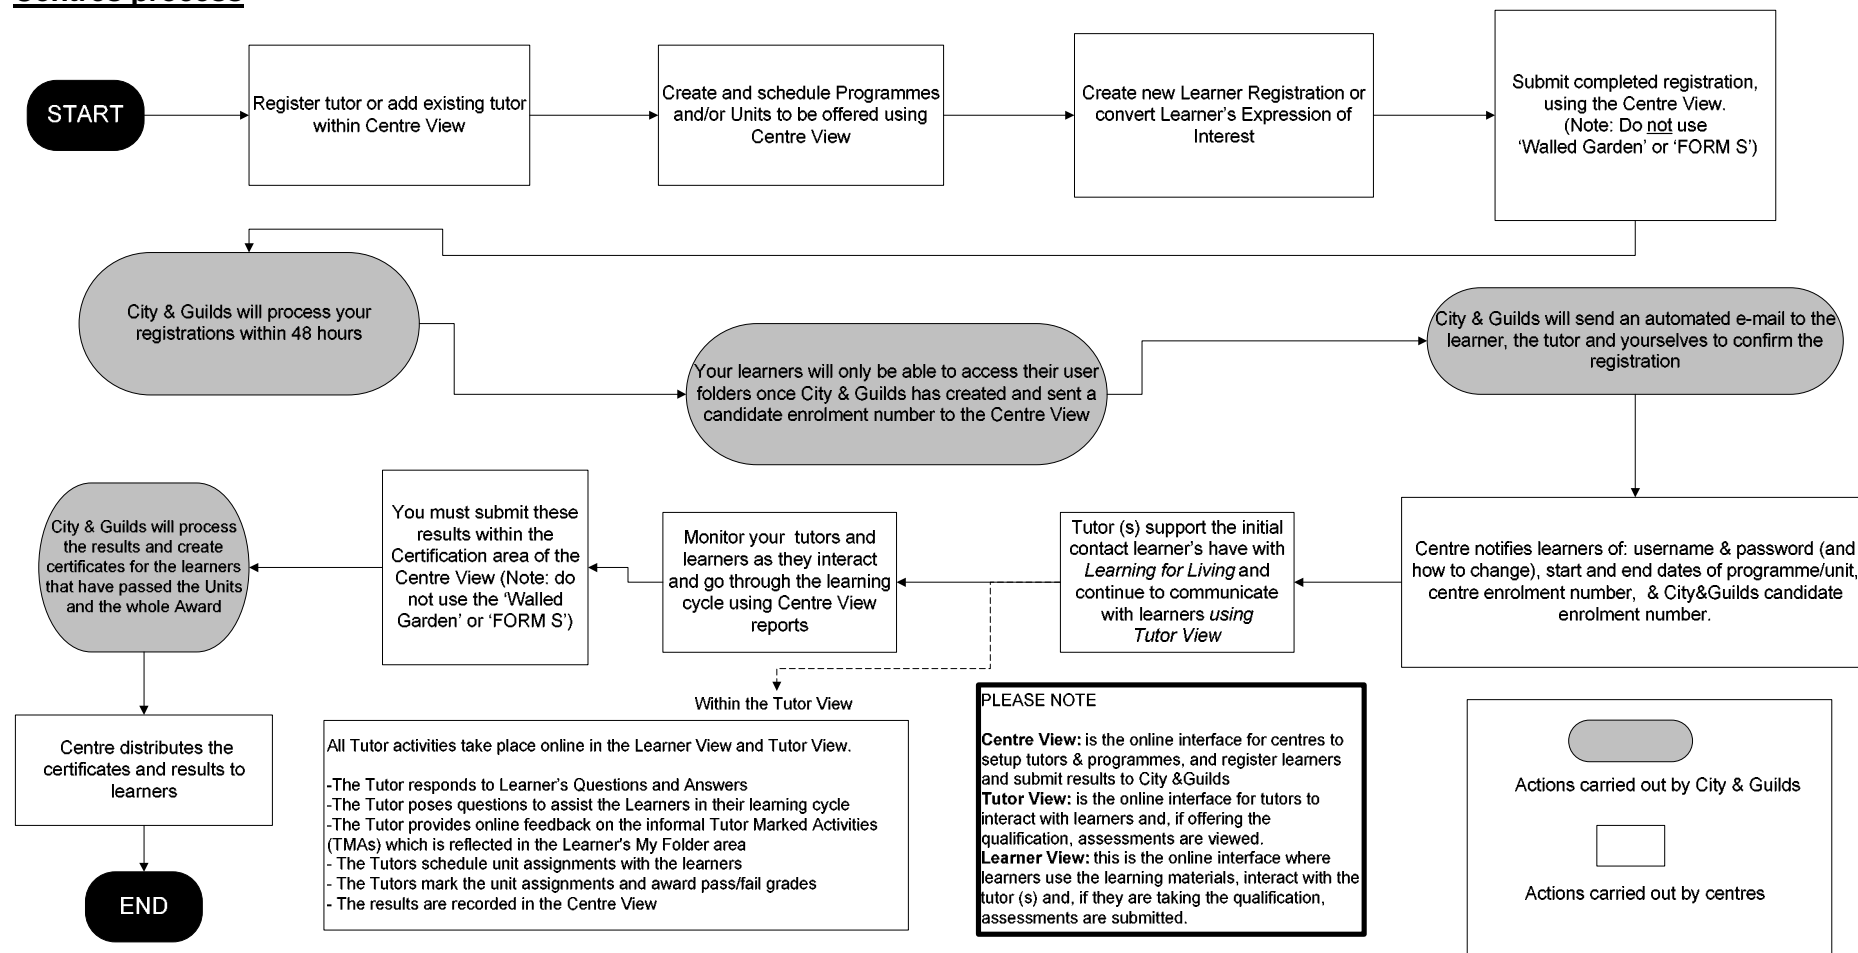 Centres process
START
Register tutor or add existing tutor
within Centre View
Create and schedule Programmes
and/or Units to be offered using
Centre View
Create new Learner Registration or
convert Learner's Expression of
Interest
Submit completed registration,
using the Centre View.
(Note: Do not use
'Walled Garden' or 'FORM S')
City & Guilds will process your
registrations within 48 hours
Your learners will only be able to access their user
folders once City & Guilds has created and sent a
candidate enrolment number to the Centre View
City & Guilds will send an automated e-mail to the
learner, the tutor and yourselves to confirm the
registration
Centre notifies learners of: username & password (and
how to change), start and end dates of programme/unit,
centre enrolment number,  & City&Guilds candidate
enrolment number.
Tutor (s) support the initial
contact learner's have with
Learning for Living and
continue to communicate
with learners using
Tutor View
Monitor your  tutors and
learners as they interact
and go through the learning
cycle using Centre View
reports
You must submit these
results within the
Certification area of the
Centre View (Note: do
not use the 'Walled
Garden' or 'FORM S')
City & Guilds will process
the results and create
certificates for the learners
that have passed the Units
and the whole Award
Centre distributes the
certificates and results to
learners
END
Within the Tutor View
All Tutor activities take place online in the Learner View and Tutor View.
-The Tutor responds to Learner's Questions and Answers
-The Tutor poses questions to assist the Learners in their learning cycle
-The Tutor provides online feedback on the informal Tutor Marked Activities
(TMAs) which is reflected in the Learner's My Folder area
- The Tutors schedule unit assignments with the learners
- The Tutors mark the unit assignments and award pass/fail grades
- The results are recorded in the Centre View
PLEASE NOTE
Centre View: is the online interface for centres to
setup tutors & programmes, and register learners
and submit results to City &Guilds
Tutor View: is the online interface for tutors to
interact with learners and, if offering the
qualification, assessments are viewed.
Learner View: this is the online interface where
learners use the learning materials, interact with the
tutor (s) and, if they are taking the qualification,
assessments are submitted.
Actions carried out by City & Guilds
Actions carried out by centres